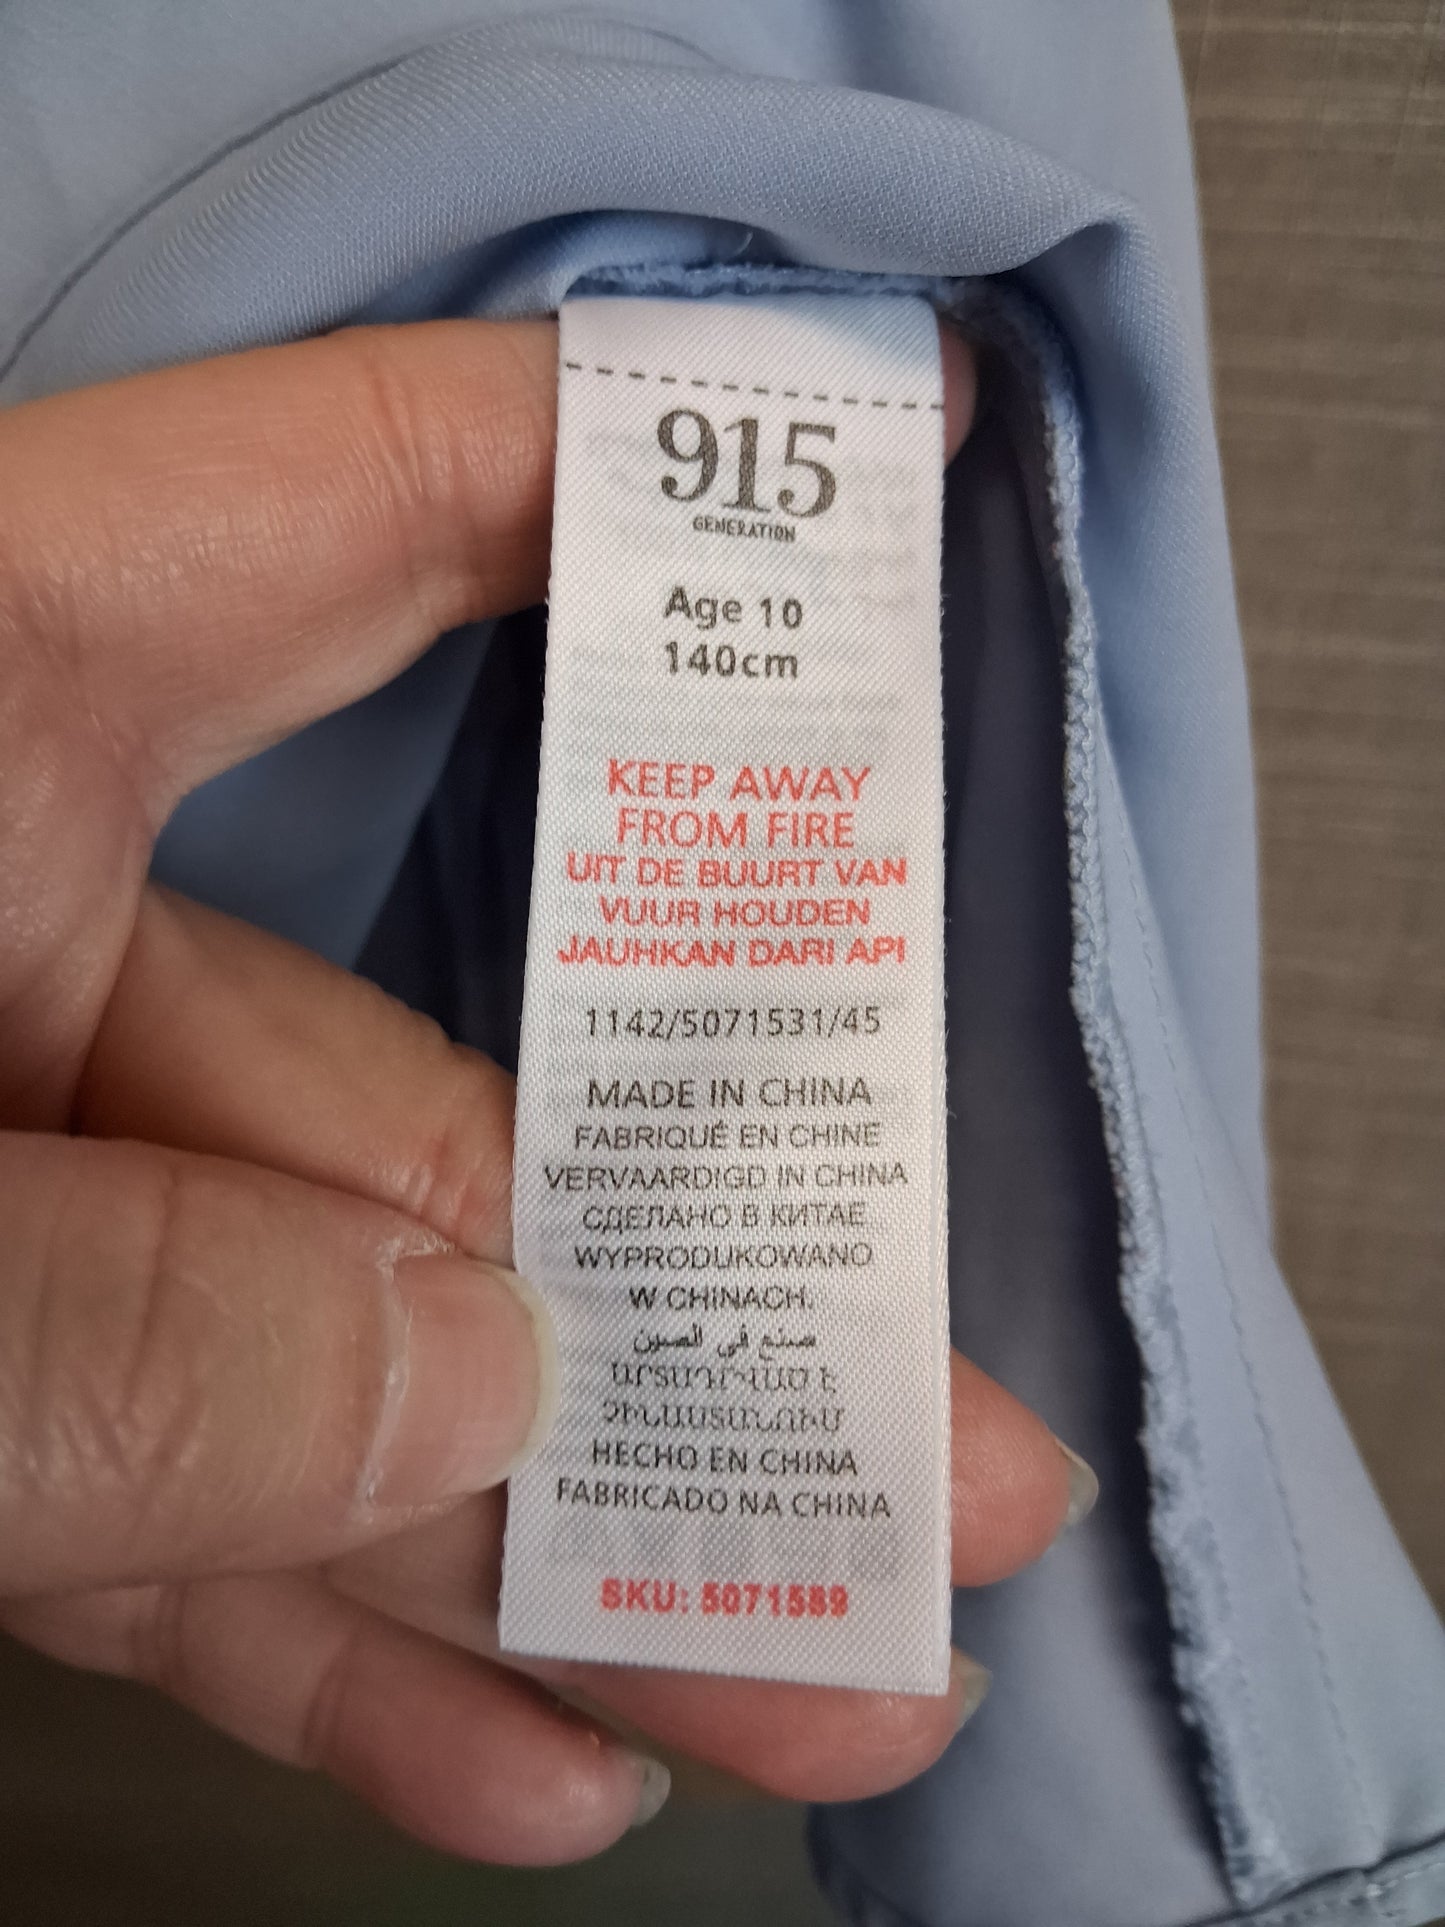 915
GENERATION
Age 10
140cm
KEEP AWAY
FROM FIRE
UIT DE BUURT VAN
VUUR HOUDEN
JAUHKAN DARI API
1142/5071531/45
MADE IN CHINA
FABRIQUÉ EN CHINE
VERVAARDIGD IN CHINA
СДЕЛАНО В КИТАЕ
WYPRODUKOWANO
W CHINACH.
صنع في الصين
ԱՐՏԱԴՐՎԱԾ Է
ՉԻՆԱՍՏԱՆՈՒՄ
HECHO EN CHINA
FABRICADO NA CHINA
SKU: 5071589